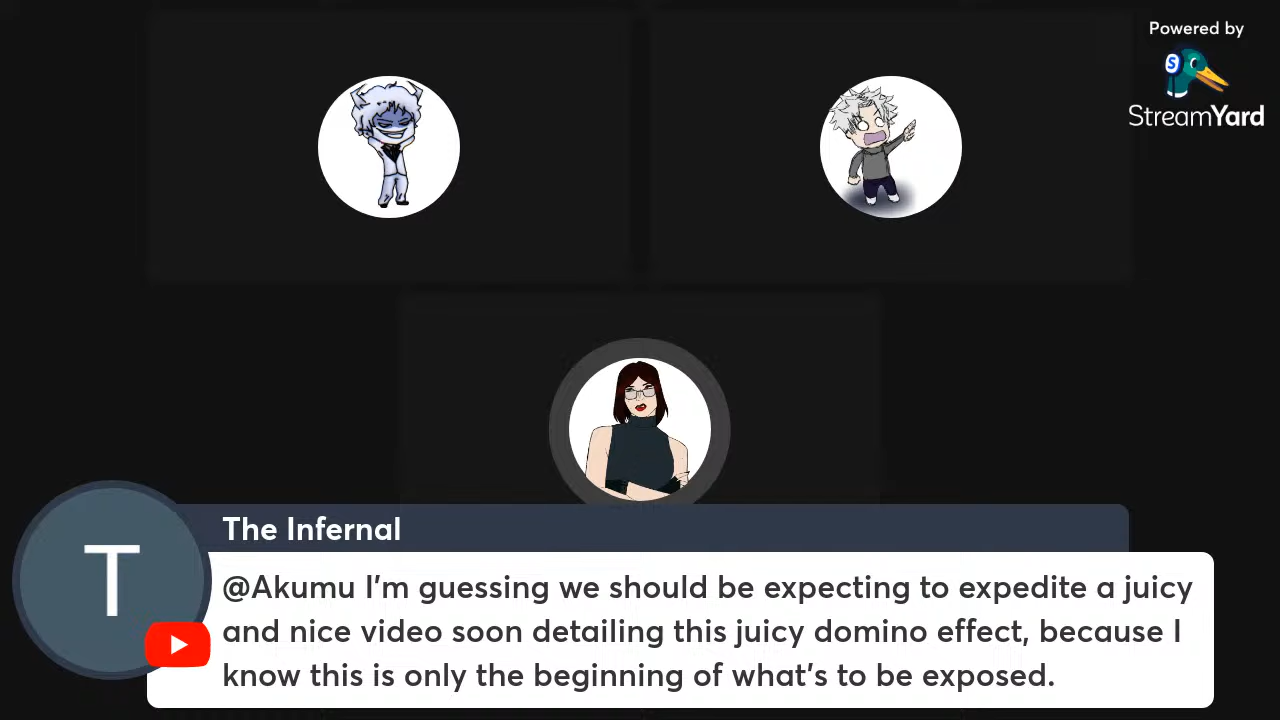 Powered by
S
StreamYard
T
The Infernal
@Akumu I'm guessing we should be expecting to expedite a juicy
and nice video soon detailing this juicy domino effect, because I
know this is only the beginning of what's to be exposed.